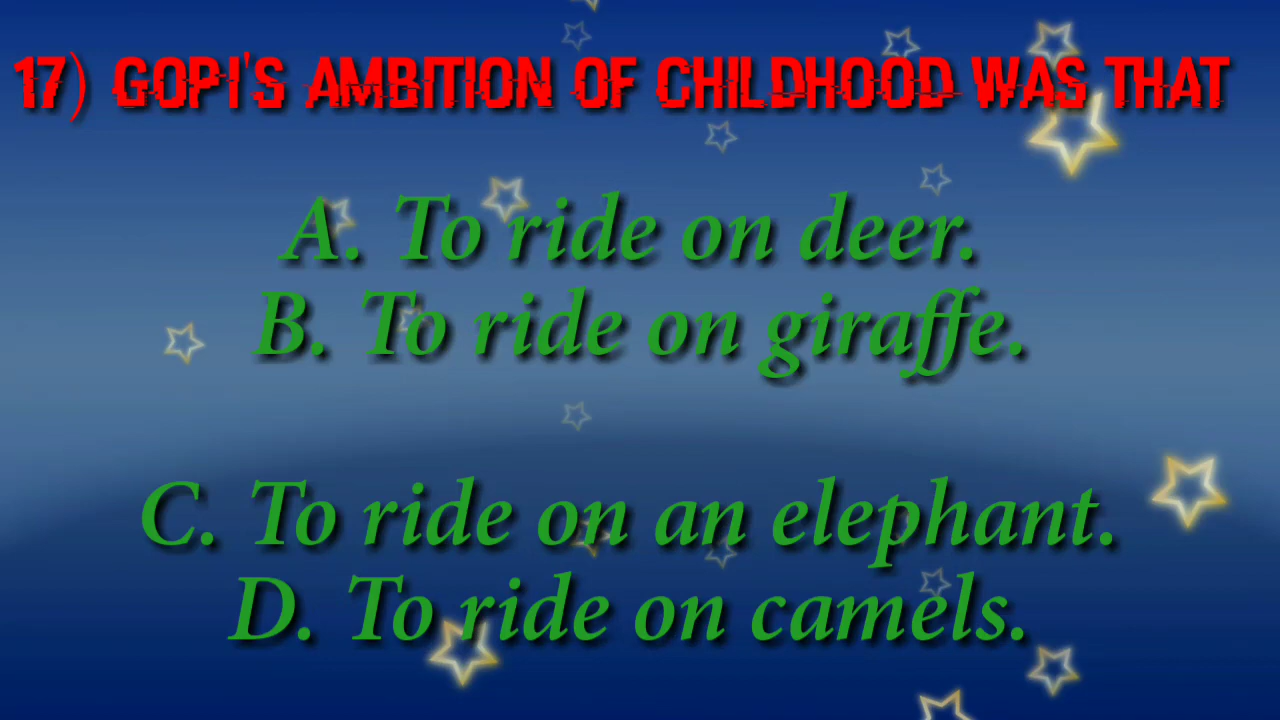 17) GOPI'S AMBITION OF CHILDHOOD WAS THAT
A. To ride on deer.
B. To ride on giraffe.
C. To ride on an elephant.
D. To ride on camels.